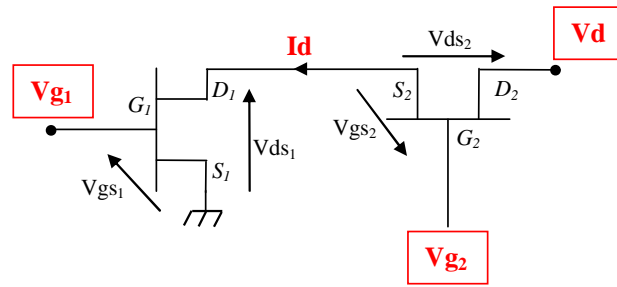 Id
Vds₂
Vd
Vg₁
G₁
D₁
S₂
D₂
Vgs₂
G₂
Vds₁
S₁
Vgs₁
Vg₂